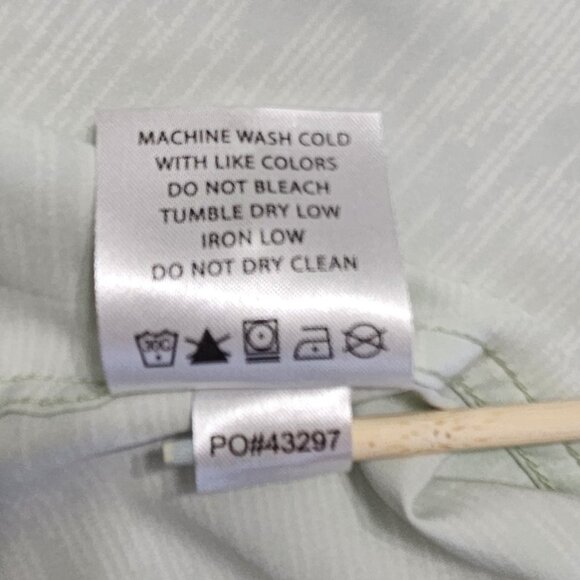 MACHINE WASH COLD
WITH LIKE COLORS
DO NOT BLEACH
TUMBLE DRY LOW
IRON LOW
DO NOT DRY CLEAN
30C
PO#43297